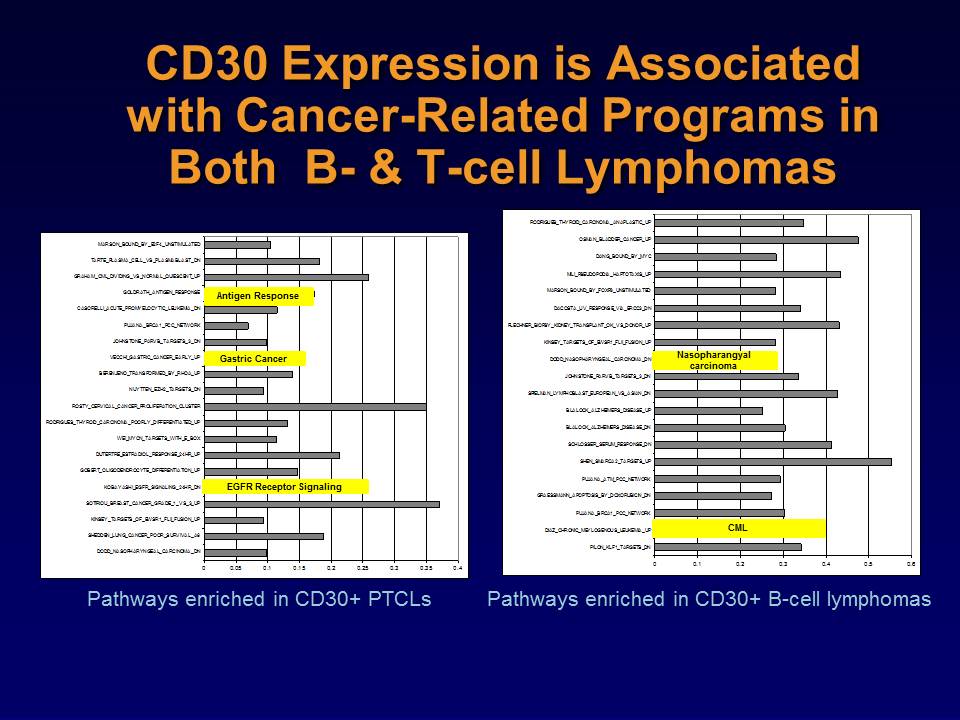 CD30 Expression is Associated
with Cancer-Related Programs in
Both B- & T-cell Lymphomas
MARSON_BOUND_BY_E2F4_UNSTIMULATED
TARTE_PLASMA_CELL_VS_PLASMABLAST_DN
GRAHAM_CML_DIVIDING_VS_NORMAL_QUIESCENT_UP
GOLDRATH_ANTIGEN_RESPONSE
Antigen Response
CASORELLI_ACUTE_PROMYELOCYTIC_LEUKEMIA_DN
PUJANA_BRCA1_PCC_NETWORK
JOHNSTONE_PARVB_TARGETS_3_DN
VECCHI_GASTRIC_CANCER_EARLY_UP
Gastric Cancer
BERENJENO_TRANSFORMED_BY_RHOA_UP
NUYTTEN_EZH2_TARGETS_DN
ROSTY_CERVICAL_CANCER_PROLIFERATION_CLUSTER
RODRIGUES_THYROID_CARCINOMA_POORLY_DIFFERENTIATED_UP
WEI_MYCN_TARGETS_WITH_E_BOX
DUTERTRE_ESTRADIOL_RESPONSE_24HR_UP
GOBERT_OLIGODENDROCYTE_DIFFERENTIATION_UP
KOBAYASHI_EGFR_SIGNALING_24HR_DN
EGFR Receptor Signaling
SOTIRIOU_BREAST_CANCER_GRADE_1_VS_3_UP
KINSEY_TARGETS_OF_EWSR1_FLII_FUSION_UP
SHEDDEN_LUNG_CANCER_POOR_SURVIVAL_A6
DODD_NASOPHARYNGEAL_CARCINOMA_DN
0 0.05 0.1 0.15 0.2 0.25 0.3 0.35 0.4
Pathways enriched in CD30+ PTCLs
RODRIGUES_THYROID_CARCINOMA_ANAPLASTIC_UP
OSMAN_BLADDER_CANCER_UP
DANG_BOUND_BY_MYC
MILI_PSEUDOPODIA_HAPTOTAXIS_UP
MARSON_BOUND_BY_FOXP3_UNSTIMULATED
DACOSTA_UV_RESPONSE_VIA_ERCC3_DN
FLECHNER_BIOPSY_KIDNEY_TRANSPLANT_OK_VS_DONOR_UP
KINSEY_TARGETS_OF_EWSR1_FLII_FUSION_UP
DODD_NASOPHARYNGEAL_CARCINOMA_DN
Nasopharangyal
carcinoma
JOHNSTONE_PARVB_TARGETS_3_DN
SPIELMAN_LYMPHOBLAST_EUROPEAN_VS_ASIAN_DN
BLALOCK_ALZHEIMERS_DISEASE_UP
BLALOCK_ALZHEIMERS_DISEASE_DN
SCHLOSSER_SERUM_RESPONSE_DN
SHEN_SMARCA2_TARGETS_UP
PUJANA_ATM_PCC_NETWORK
GRAESSMANN_APOPTOSIS_BY_DOXORUBICIN_DN
PUJANA_BRCA1_PCC_NETWORK
DIAZ_CHRONIC_MEYLOGENOUS_LEUKEMIA_UP
CML
PILON_KLF1_TARGETS_DN
0 0.1 0.2 0.3 0.4 0.5 0.6
Pathways enriched in CD30+ B-cell lymphomas